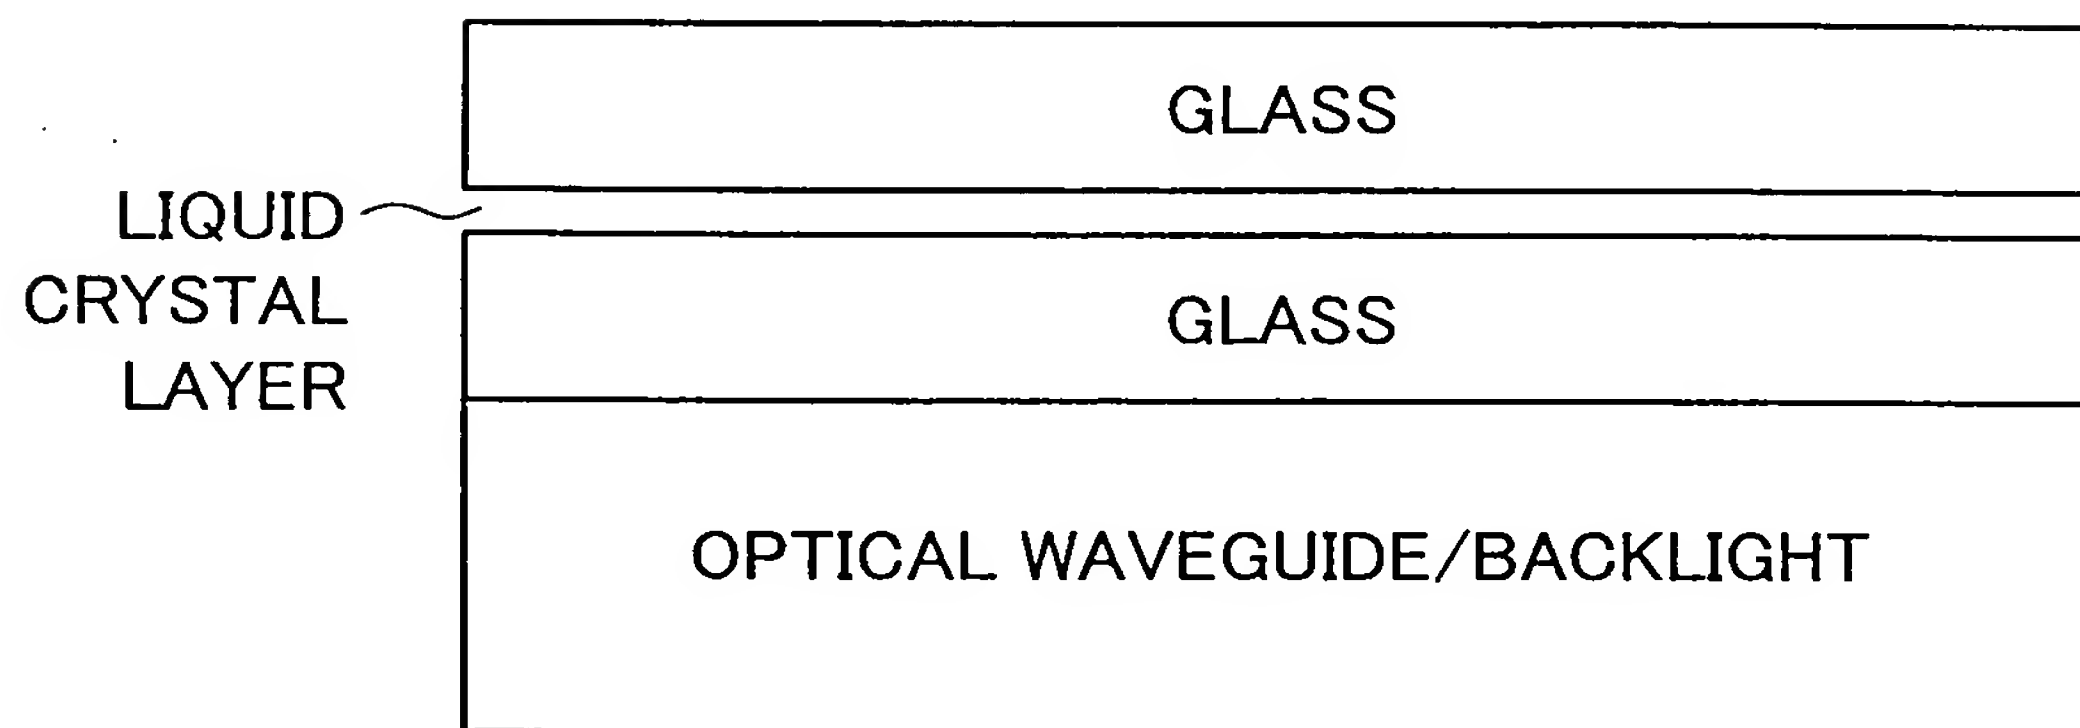 GLASS
LIQUID
CRYSTAL
LAYER
GLASS
OPTICAL WAVEGUIDE/BACKLIGHT